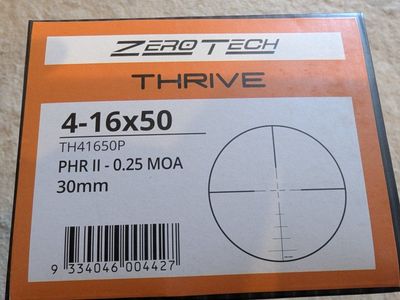 ZEROTECH
THRIVE
4-16x50
TH41650P
PHR II - 0.25 MOA
30mm
9 334046 004427